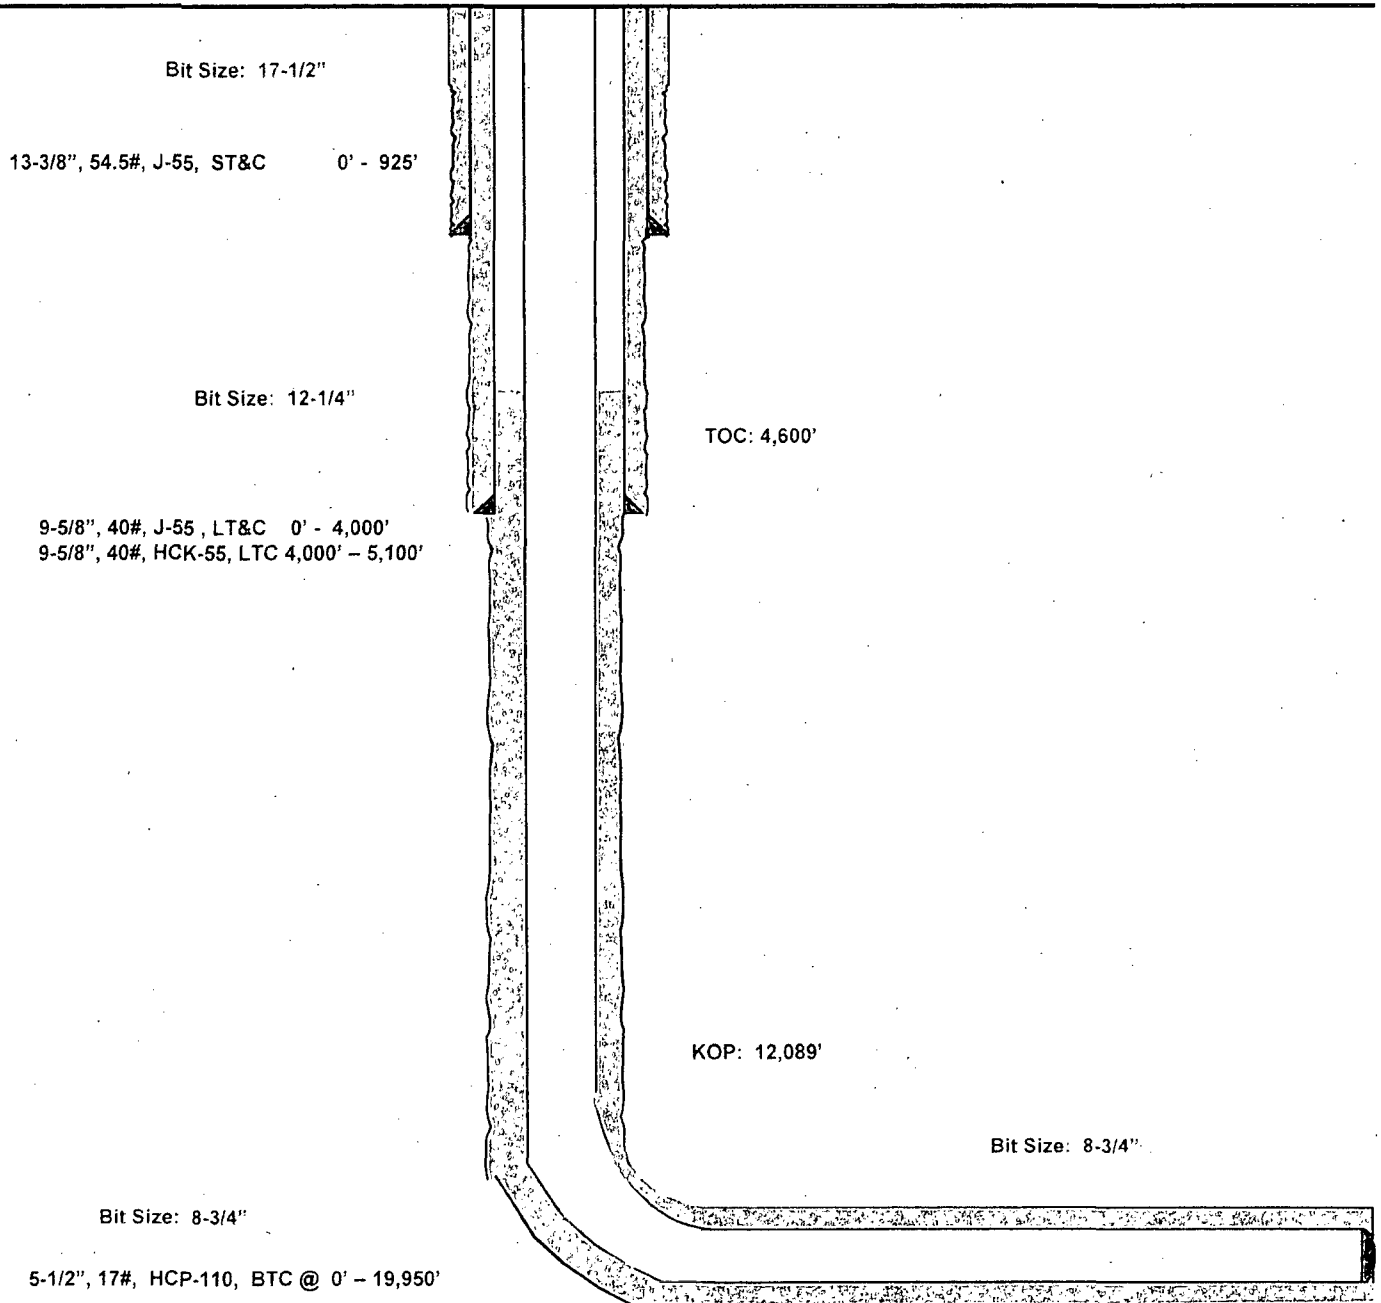 Bit Size: 17-1/2"
13-3/8", 54.5#, J-55, ST&C 0' - 925'
Bit Size: 12-1/4"
TOC: 4,600'
9-5/8", 40#, J-55 , LT&C 0' - 4,000'
9-5/8", 40#, HCK-55, LTC 4,000' – 5,100'
KOP: 12,089'
Bit Size: 8-3/4"
Bit Size: 8-3/4"
5-1/2", 17#, HCP-110, BTC @ 0' – 19,950'